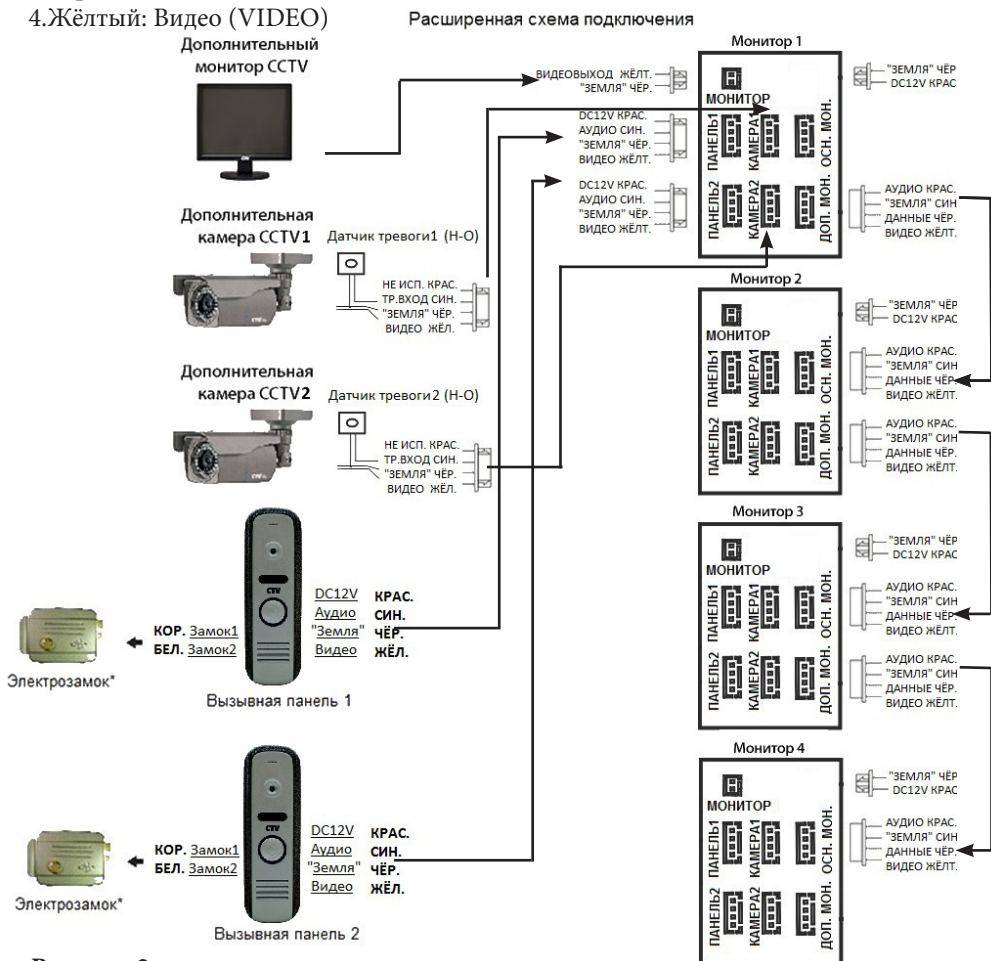 4.Жёлтый: Видео (VIDEO)
Расширенная схема подключения
Дополнительный
монитор CCTV
Дополнительная
камера CCTV1
Датчик тревоги1 (Н-О)
НЕ ИСП. КРАС.
ТР.ВХОД СИН.
"ЗЕМЛЯ" ЧЁР.
ВИДЕО ЖЁЛ.
Дополнительная
камера CCTV2
Датчик тревоги2 (Н-О)
НЕ ИСП. КРАС.
ТР.ВХОД СИН.
"ЗЕМЛЯ" ЧЁР.
ВИДЕО ЖЁЛ.
CTV
DC12V КРАС.
Аудио СИН.
"Земля" ЧЁР.
Видео ЖЁЛ.
КОР. Замок1
БЕЛ. Замок2
Электрозамок*
Вызывная панель 1
CTV
DC12V КРАС.
Аудио СИН.
"Земля" ЧЁР.
Видео ЖЁЛ.
КОР. Замок1
БЕЛ. Замок2
Электрозамок*
Вызывная панель 2
Монитор 1
ВИДЕОВЫХОД ЖЁЛТ.
"ЗЕМЛЯ" ЧЁР.
DC12V КРАС.
АУДИО СИН.
"ЗЕМЛЯ" ЧЁР.
ВИДЕО ЖЁЛТ.
DC12V КРАС.
АУДИО СИН.
"ЗЕМЛЯ" ЧЁР.
ВИДЕО ЖЁЛТ.
МОНИТОР
ПАНЕЛЬ1
КАМЕРА1
ОСН. МОН.
ПАНЕЛЬ2
КАМЕРА2
ДОП. МОН.
"ЗЕМЛЯ" ЧЁР
DC12V КРАС
АУДИО КРАС.
"ЗЕМЛЯ" СИН
ДАННЫЕ ЧЁР.
ВИДЕО ЖЁЛТ.
Монитор 2
МОНИТОР
ПАНЕЛЬ1
КАМЕРА1
ОСН. МОН.
ПАНЕЛЬ2
КАМЕРА2
ДОП. МОН.
"ЗЕМЛЯ" ЧЁР
DC12V КРАС
АУДИО КРАС.
"ЗЕМЛЯ" СИН
ДАННЫЕ ЧЁР.
ВИДЕО ЖЁЛТ.
АУДИО КРАС.
"ЗЕМЛЯ" СИН
ДАННЫЕ ЧЁР.
ВИДЕО ЖЁЛТ.
Монитор 3
МОНИТОР
ПАНЕЛЬ1
КАМЕРА1
ОСН. МОН.
ПАНЕЛЬ2
КАМЕРА2
ДОП. МОН.
"ЗЕМЛЯ" ЧЁР
DC12V КРАС
АУДИО КРАС.
"ЗЕМЛЯ" СИН
ДАННЫЕ ЧЁР.
ВИДЕО ЖЁЛТ.
АУДИО КРАС.
"ЗЕМЛЯ" СИН
ДАННЫЕ ЧЁР.
ВИДЕО ЖЁЛТ.
Монитор 4
МОНИТОР
ПАНЕЛЬ1
КАМЕРА1
ОСН. МОН.
ПАНЕЛЬ2
КАМЕРА2
ДОП. МОН.
"ЗЕМЛЯ" ЧЁР
DC12V КРАС
АУДИО КРАС.
"ЗЕМЛЯ" СИН
ДАННЫЕ ЧЁР.
ВИДЕО ЖЁЛТ.